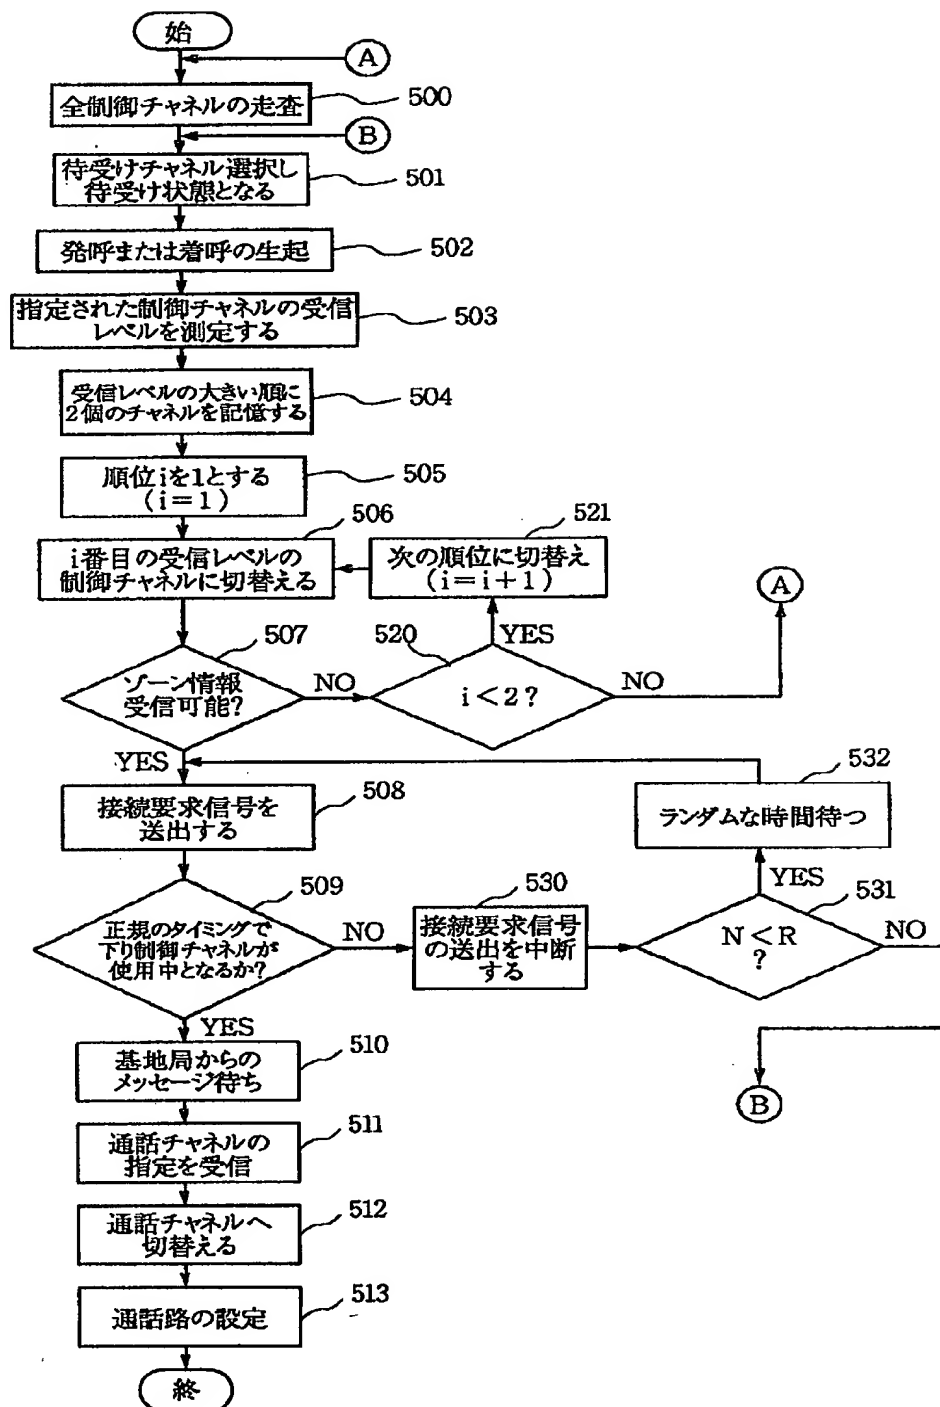 始
A
全制御チャネルの走査
500
B
待受けチャネル選択し
待受け状態となる
501
発呼または着呼の生起
502
指定された制御チャネルの受信
レベルを測定する
503
受信レベルの大きい順に
2個のチャネルを記憶する
504
順位iを1とする
(i=1)
505
506
i番目の受信レベルの
制御チャネルに切替える
521
次の順位に切替え
(i=i+1)
A
507
ゾーン情報
受信可能?
NO
YES
520
i<2?
YES
NO
508
接続要求信号を
送出する
532
ランダムな時間待つ
509
正規のタイミングで
下り制御チャネルが
使用中となるか?
NO
YES
530
接続要求信号
の送出を中断
する
YES
531
N<R
?
NO
B
510
基地局からの
メッセージ待ち
511
通話チャネルの
指定を受信
512
通話チャネルへ
切替える
513
通話路の設定
終